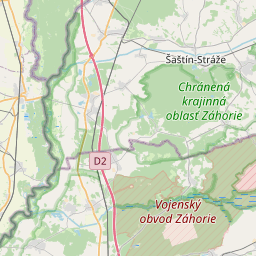 Šaštín-Stráže
Chránená
krajinná
oblasť Záhorie
D2
Vojenský
obvod Záhorie